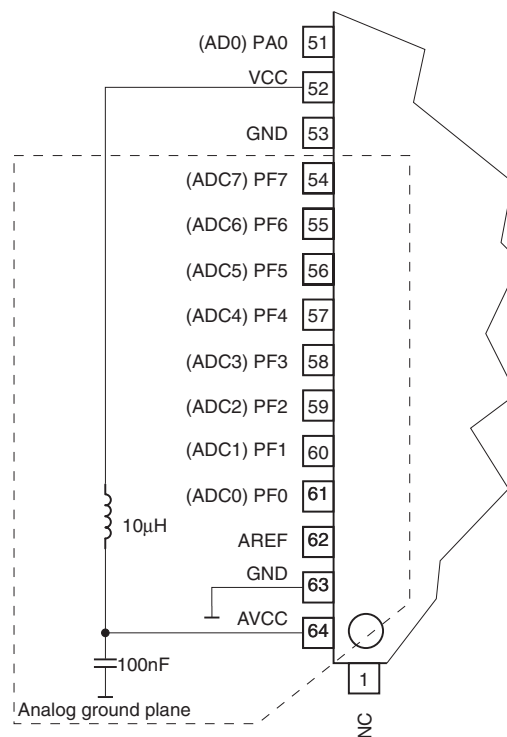 (AD0) PA0 51
VCC 52
GND 53
(ADC7) PF7 54
(ADC6) PF6 55
(ADC5) PF5 56
(ADC4) PF4 57
(ADC3) PF3 58
(ADC2) PF2 59
(ADC1) PF1 60
(ADC0) PF0 61
10μH
AREF 62
GND 63
AVCC 64
100nF
1
Analog ground plane
NC